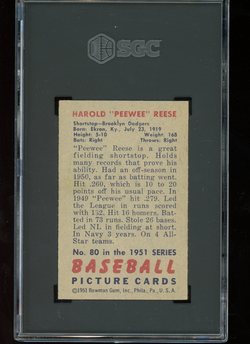 SGC
HAROLD "PEEWEE" REESE
Shortstop—Brooklyn Dodgers
Born: Ekron, Ky., July 23, 1919
Height: 5-10 Weight: 168
Bats: Right Throws: Right
"Peewee" Reese is a great
fielding shortstop. Holds
many records that prove his
ability. Had an off-season in
1950, as far as batting went.
Hit .260, which is 10 to 20
points off his usual pace. In
1949 "Peewee" hit .279. Led
the League in runs scored
with 132. Hit 16 homers. Bat-
ted in 73 runs. Stole 26 bases.
Led NL in fielding at short.
In Navy 3 years. On 4 All-
Star teams.
No. 80 in the 1951 SERIES
BASEBALL
PICTURE CARDS
©1951 Bowman Gum, Inc., Phila., Pa., U. S. A.